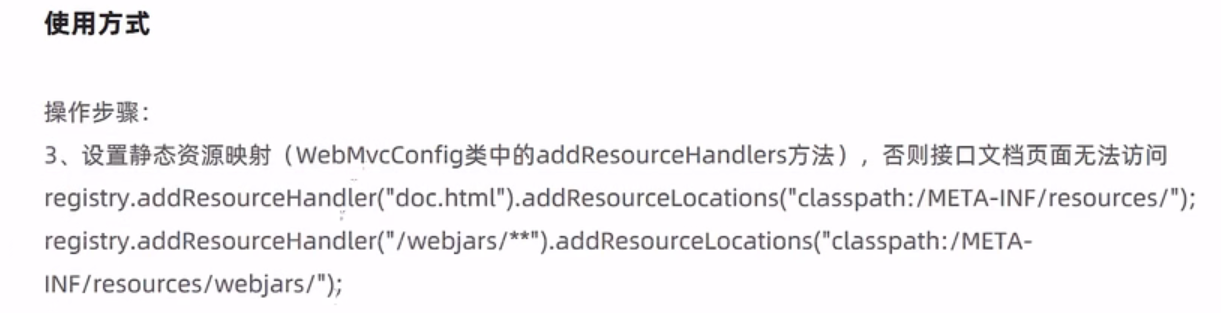 使用方式
操作步骤：
3、设置静态资源映射（WebMvcConfig类中的addResourceHandlers方法），否则接口文档页面无法访问
registry.addResourceHandler("doc.html").addResourceLocations("classpath:/META-INF/resources/");
registry.addResourceHandler("/webjars/**").addResourceLocations("classpath:/META-
INF/resources/webjars/");